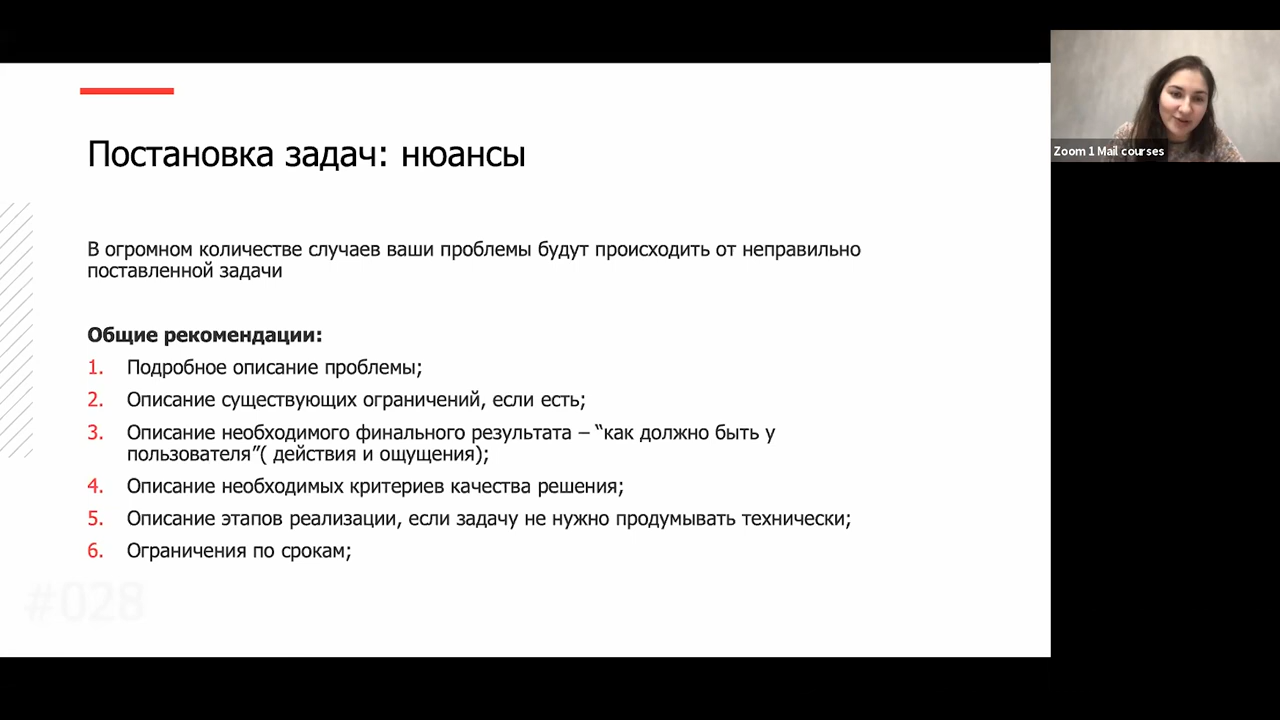 Постановка задач: нюансы
В огромном количестве случаев ваши проблемы будут происходить от неправильно
поставленной задачи
Общие рекомендации:
1. Подробное описание проблемы;
2. Описание существующих ограничений, если есть;
3. Описание необходимого финального результата – “как должно быть у
пользователя”( действия и ощущения);
4. Описание необходимых критериев качества решения;
5. Описание этапов реализации, если задачу не нужно продумывать технически;
6. Ограничения по срокам;
#028
Zoom 1 Mail courses